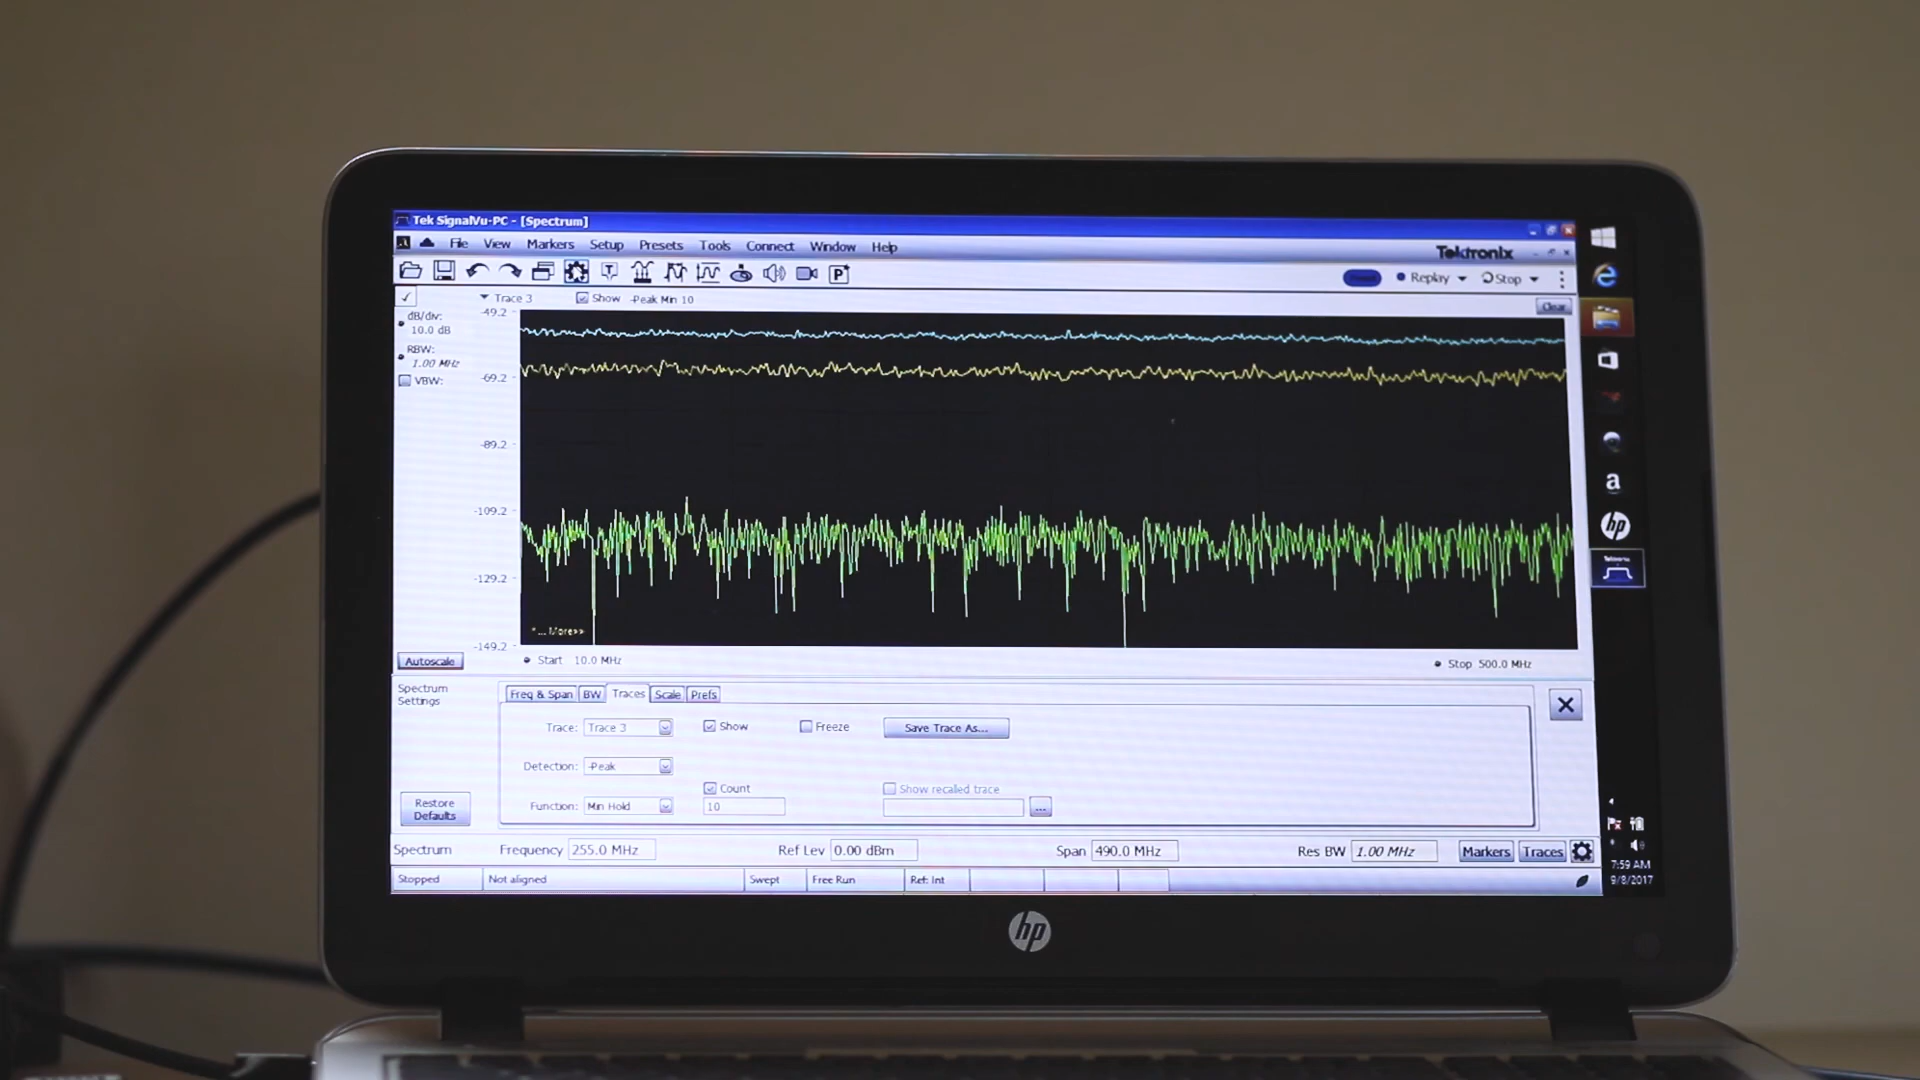 Tek SignalVu-PC - [Spectrum]
File View Markers Setup Presets Tools Connect Window Help
Tektronix
Replay Stop
Trace 3 Show -Peak Min 10
Clear
dB/div:
10.0 dB
RBW:
1.00 MHz
VBW:
-49.2
-69.2
-89.2
-109.2
-129.2
-149.2
*... More>>
Autoscale
Start 10.0 MHz
Stop 500.0 MHz
Spectrum
Settings
Freq & Span BW Traces Scale Prefs
Trace: Trace 3 Show Freeze Save Trace As...
Detection: -Peak
Count
Show recalled trace
Function: Min Hold 10 ...
Restore
Defaults
Spectrum Frequency 255.0 MHz Ref Lev 0.00 dBm Span 490.0 MHz Res BW 1.00 MHz Markers Traces
Stopped Not aligned Swept Free Run Ref: Int
a
hp
7:59 AM
9/8/2017
hp